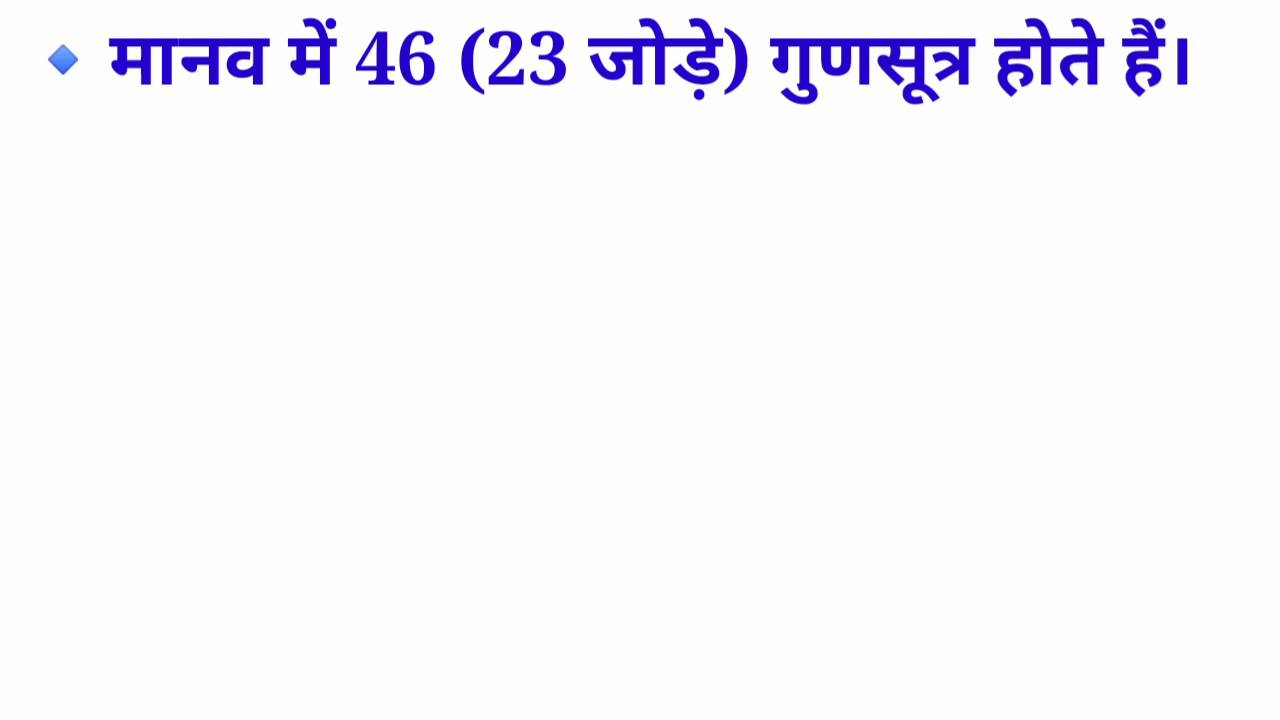 🔹 मानव में 46 (23 जोड़े) गुणसूत्र होते हैं।